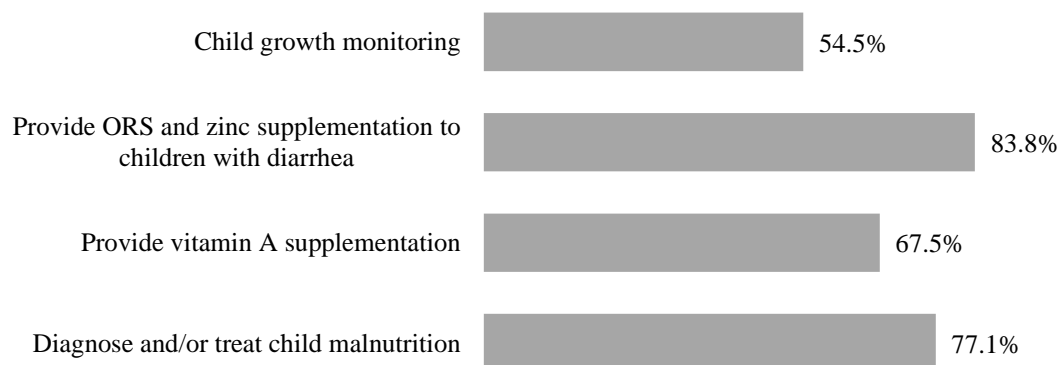 Child growth monitoring 54.5%
Provide ORS and zinc supplementation to
children with diarrhea
83.8%
Provide vitamin A supplementation 67.5%
Diagnose and/or treat child malnutrition 77.1%